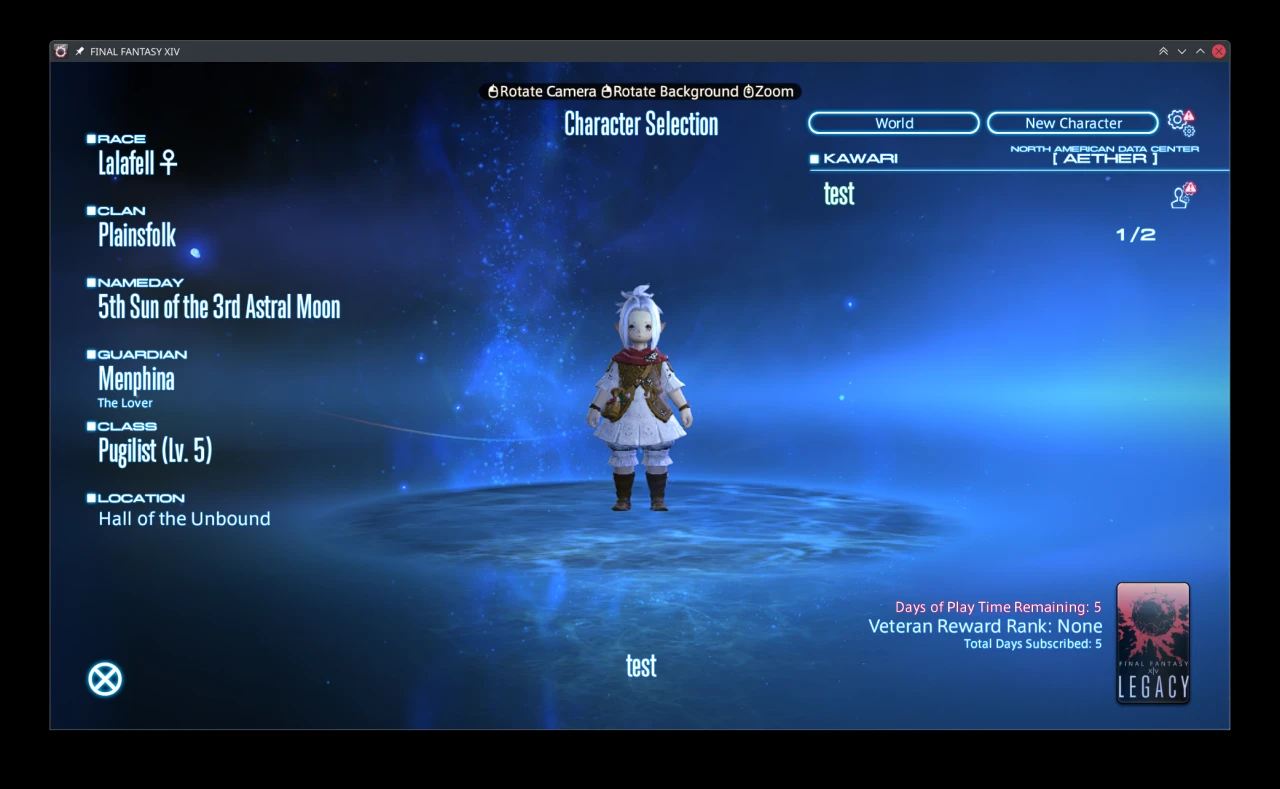 FINAL FANTASY XIV
Rotate Camera Rotate Background Zoom
Character Selection
World
New Character
NORTH AMERICAN DATA CENTER
KAWARI
[ AETHER ]
test
1/2
RACE
Lalafell ♀
CLAN
Plainsfolk
NAMEDAY
5th Sun of the 3rd Astral Moon
GUARDIAN
Menphina
The Lover
CLASS
Pugilist (Lv. 5)
LOCATION
Hall of the Unbound
Days of Play Time Remaining: 5
Veteran Reward Rank: None
Total Days Subscribed: 5
FINAL FANTASY
XIV
LEGACY
test